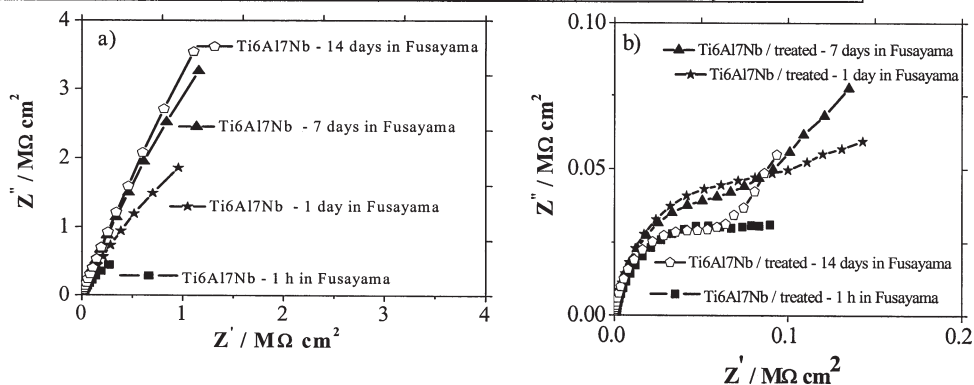 a)
4
3
2
1
0
Z" / MΩ cm²
Ti6Al7Nb - 14 days in Fusayama
Ti6Al7Nb - 7 days in Fusayama
Ti6Al7Nb - 1 day in Fusayama
Ti6Al7Nb - 1 h in Fusayama
0 1 2 3 4
Z' / MΩ cm²
b)
0.10
0.05
0.00
Z" / MΩ cm²
Ti6Al7Nb / treated - 7 days in Fusayama
Ti6Al7Nb / treated - 1 day in Fusayama
Ti6Al7Nb / treated - 14 days in Fusayama
Ti6Al7Nb / treated - 1 h in Fusayama
0.0 0.1 0.2
Z' / MΩ cm²